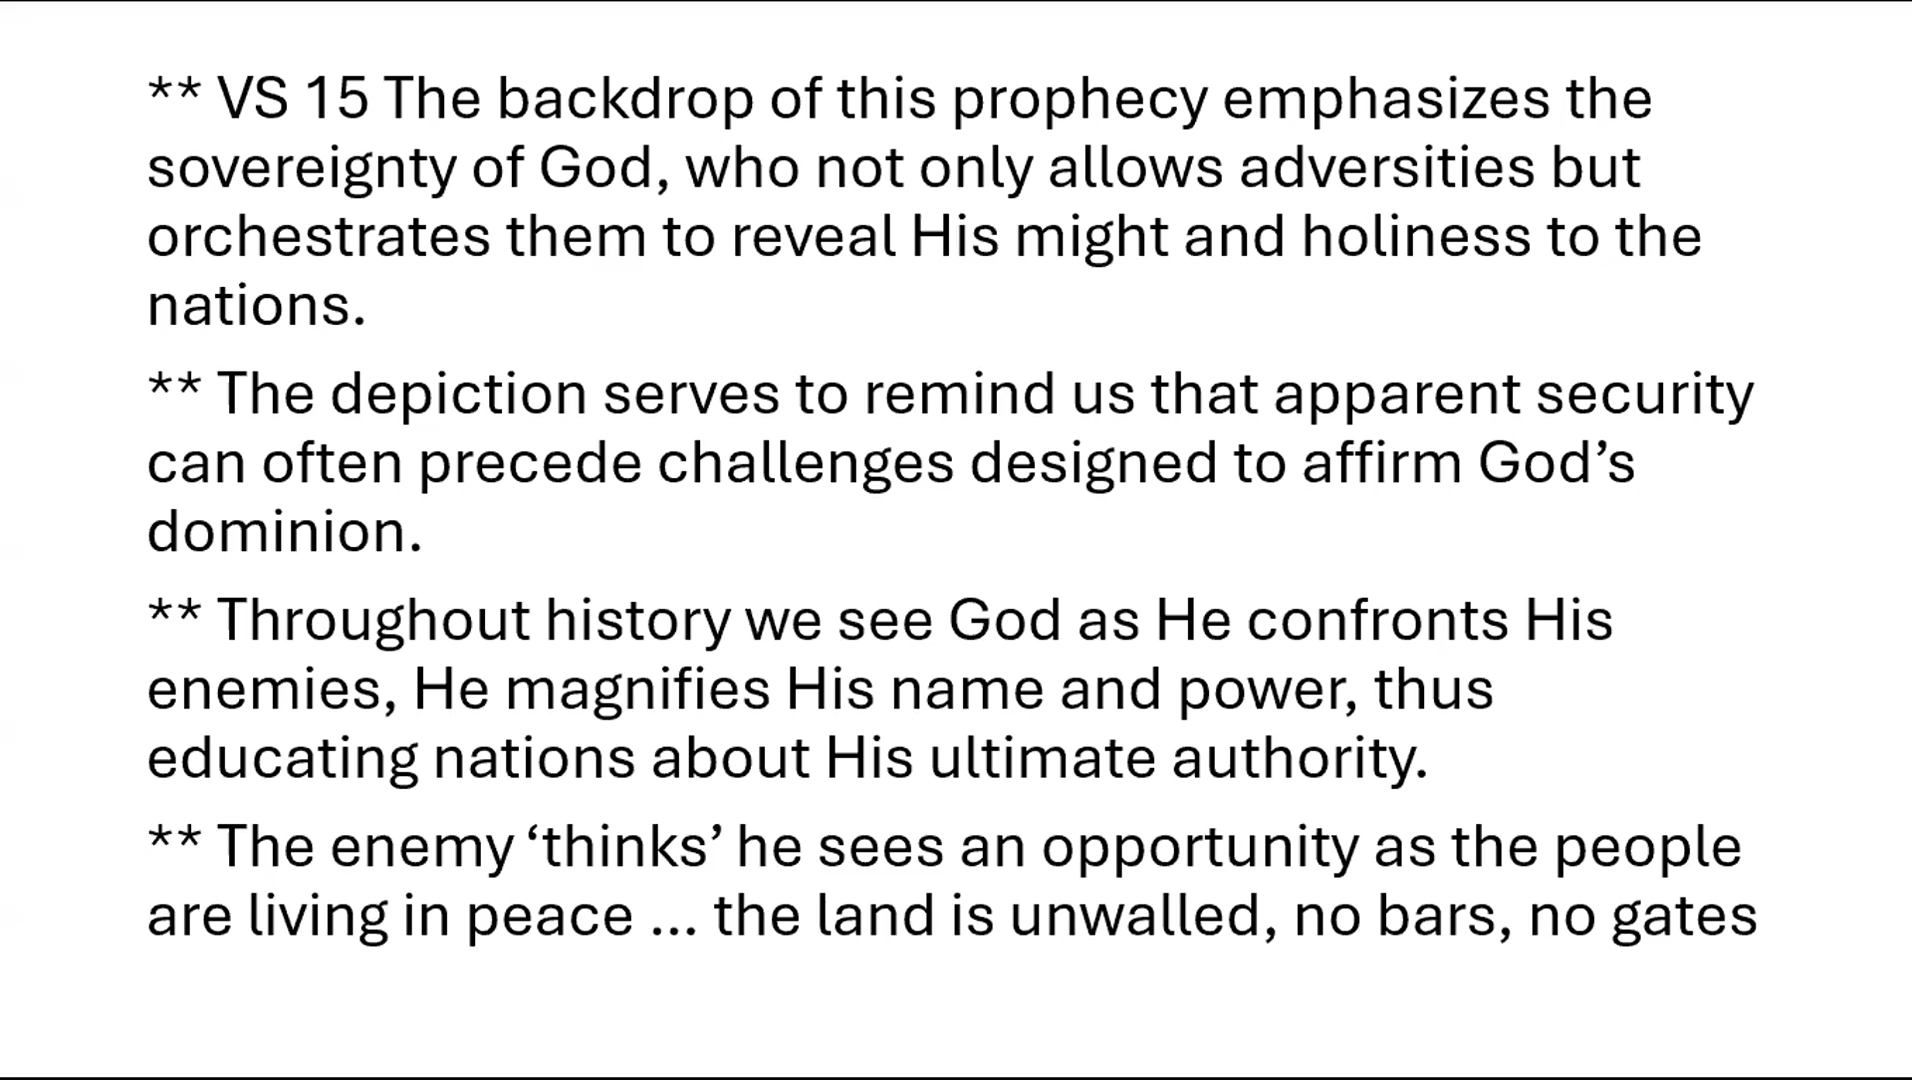 ** VS 15 The backdrop of this prophecy emphasizes the
sovereignty of God, who not only allows adversities but
orchestrates them to reveal His might and holiness to the
nations.
** The depiction serves to remind us that apparent security
can often precede challenges designed to affirm God’s
dominion.
** Throughout history we see God as He confronts His
enemies, He magnifies His name and power, thus
educating nations about His ultimate authority.
** The enemy ‘thinks’ he sees an opportunity as the people
are living in peace … the land is unwalled, no bars, no gates